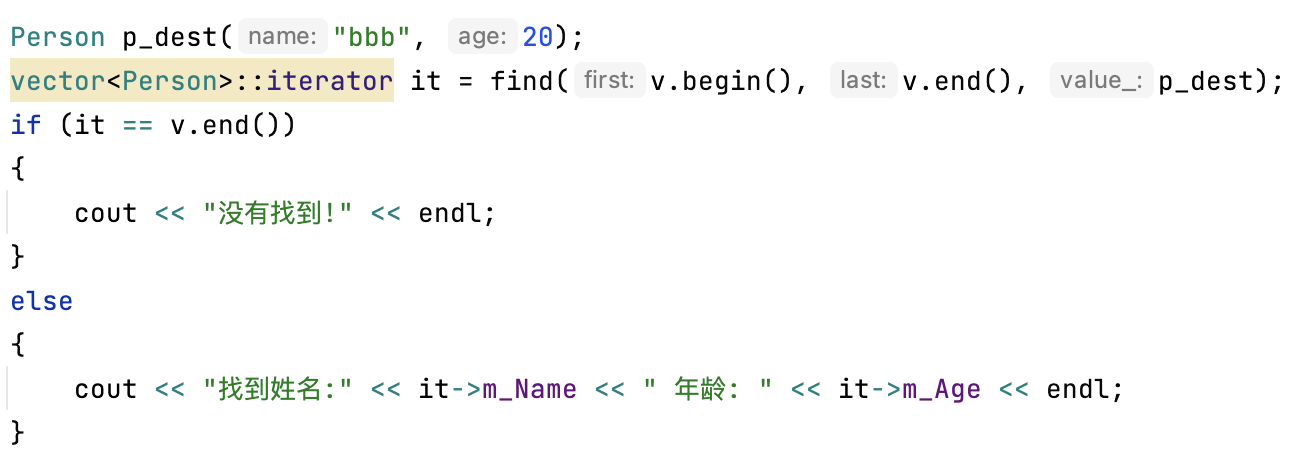 Person p_dest( name: "bbb", age: 20);
vector<Person>::iterator it = find( first: v.begin(), last: v.end(), value_: p_dest);
if (it == v.end())
{
    cout << "没有找到!" << endl;
}
else
{
    cout << "找到姓名:" << it->m_Name << " 年龄: " << it->m_Age << endl;
}